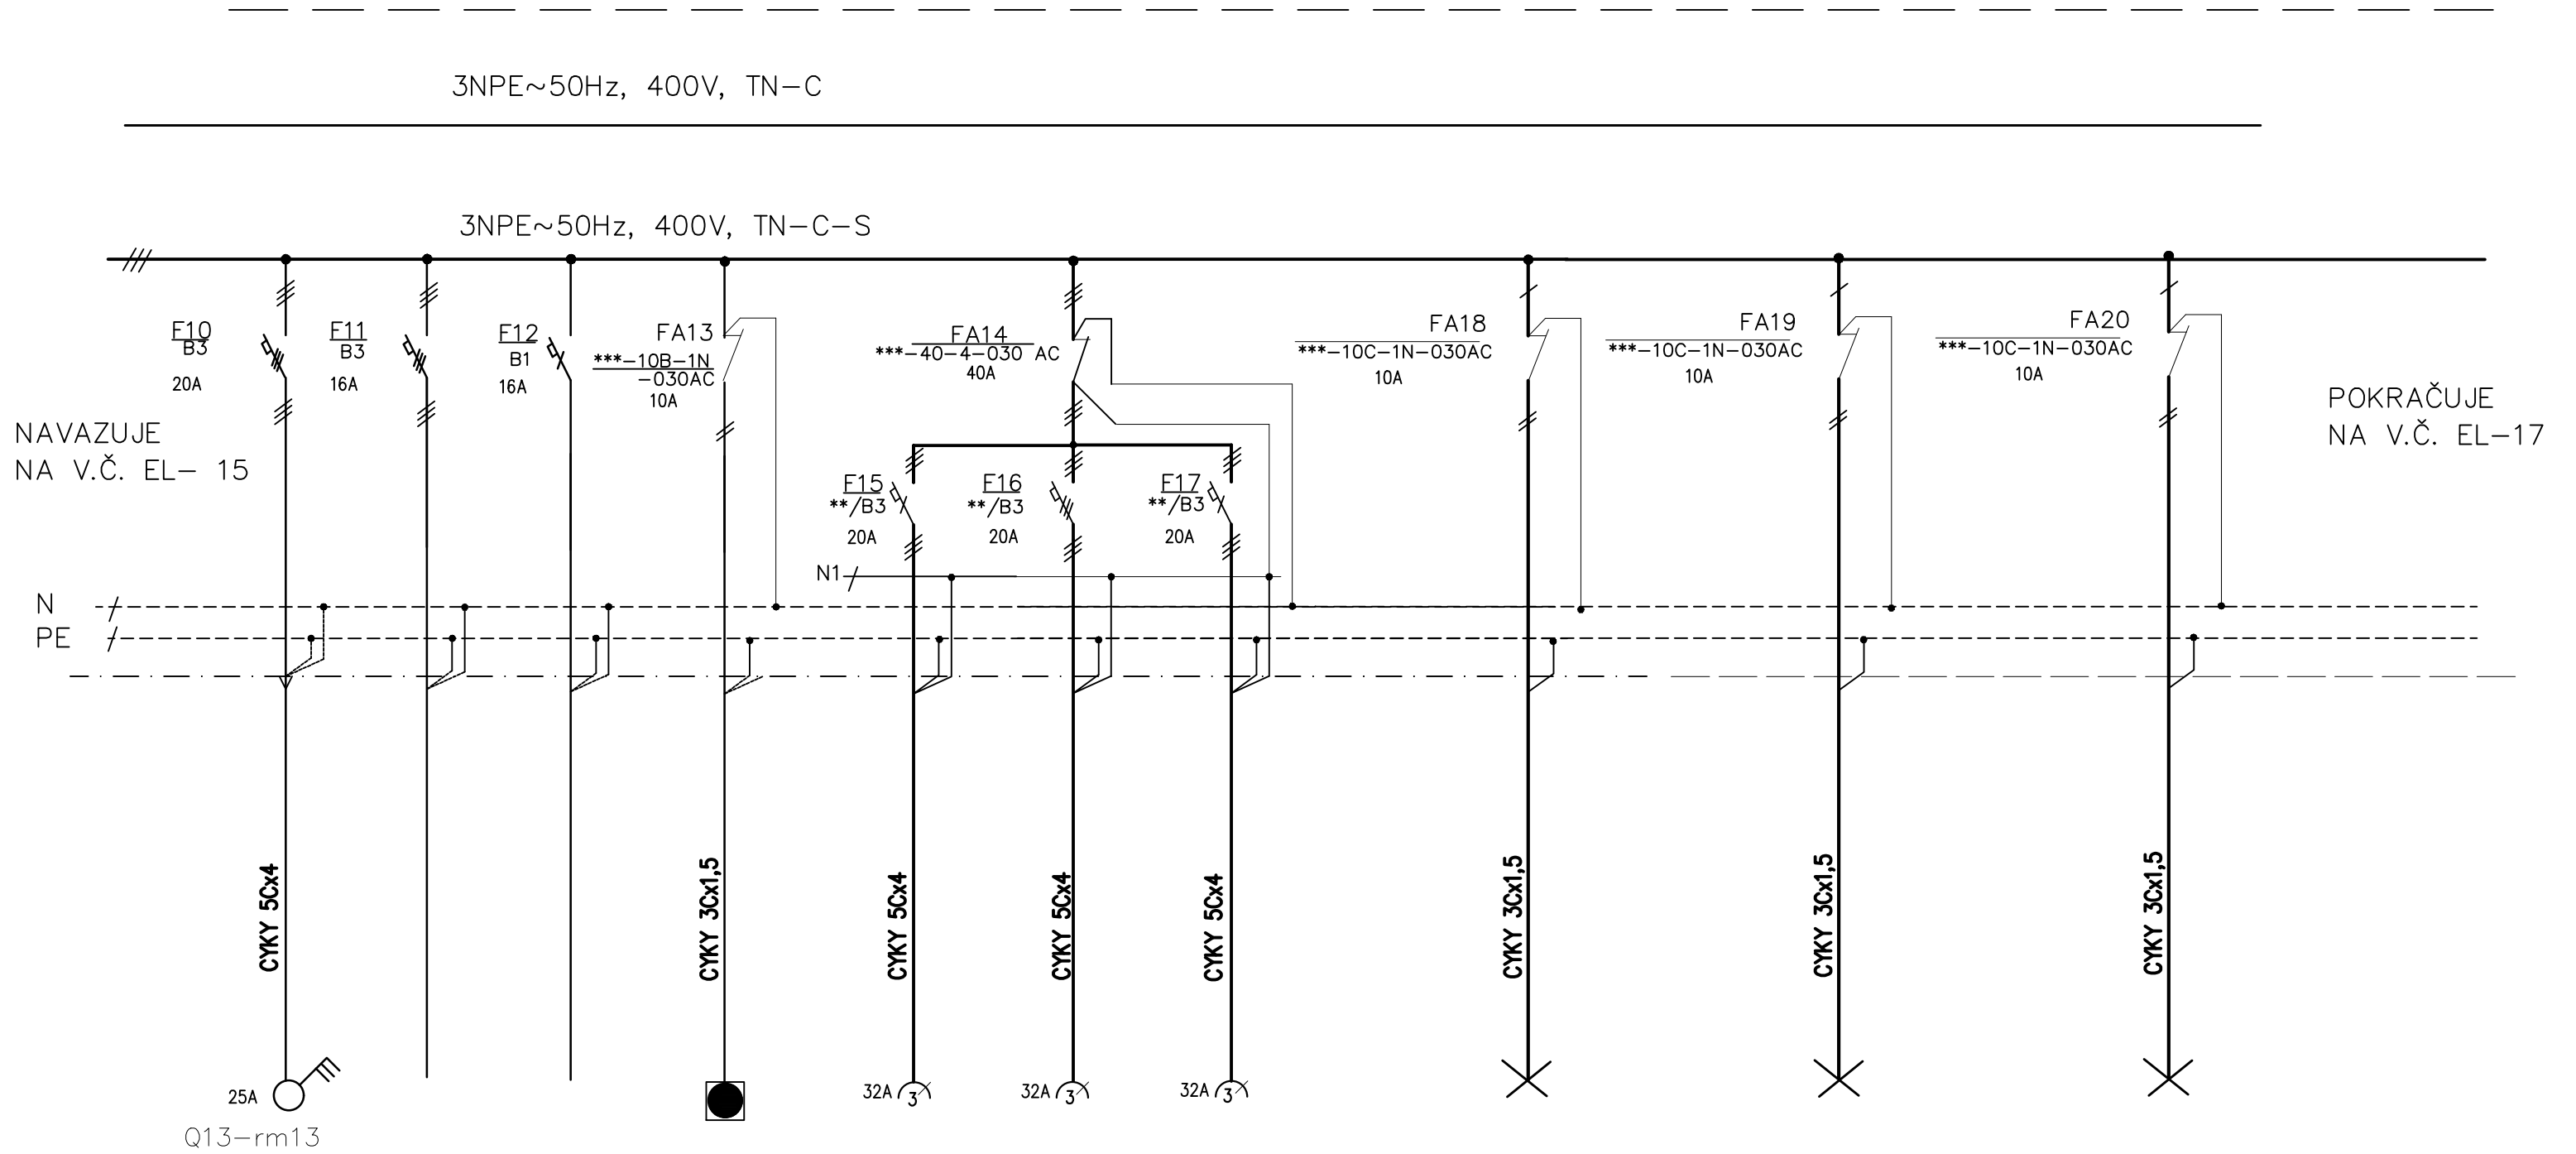 3NPE~50Hz, 400V, TN-C
3NPE~50Hz, 400V, TN-C-S
F10
B3
20A
F11
B3
16A
F12
B1
16A
FA13
***-10B-1N
-030AC
10A
FA14
***-40-4-030 AC
40A
FA18
***-10C-1N-030AC
10A
FA19
***-10C-1N-030AC
10A
FA20
***-10C-1N-030AC
10A
NAVAZUJE
NA V.Č. EL- 15
POKRAČUJE
NA V.Č. EL-17
F15
**/B3
20A
F16
**/B3
20A
F17
**/B3
20A
N1
N
PE
CYKY 5Cx4
CYKY 3Cx1,5
CYKY 5Cx4
CYKY 5Cx4
CYKY 5Cx4
CYKY 3Cx1,5
CYKY 3Cx1,5
CYKY 3Cx1,5
25A
32A 3
32A 3
32A 3
Q13-rm13